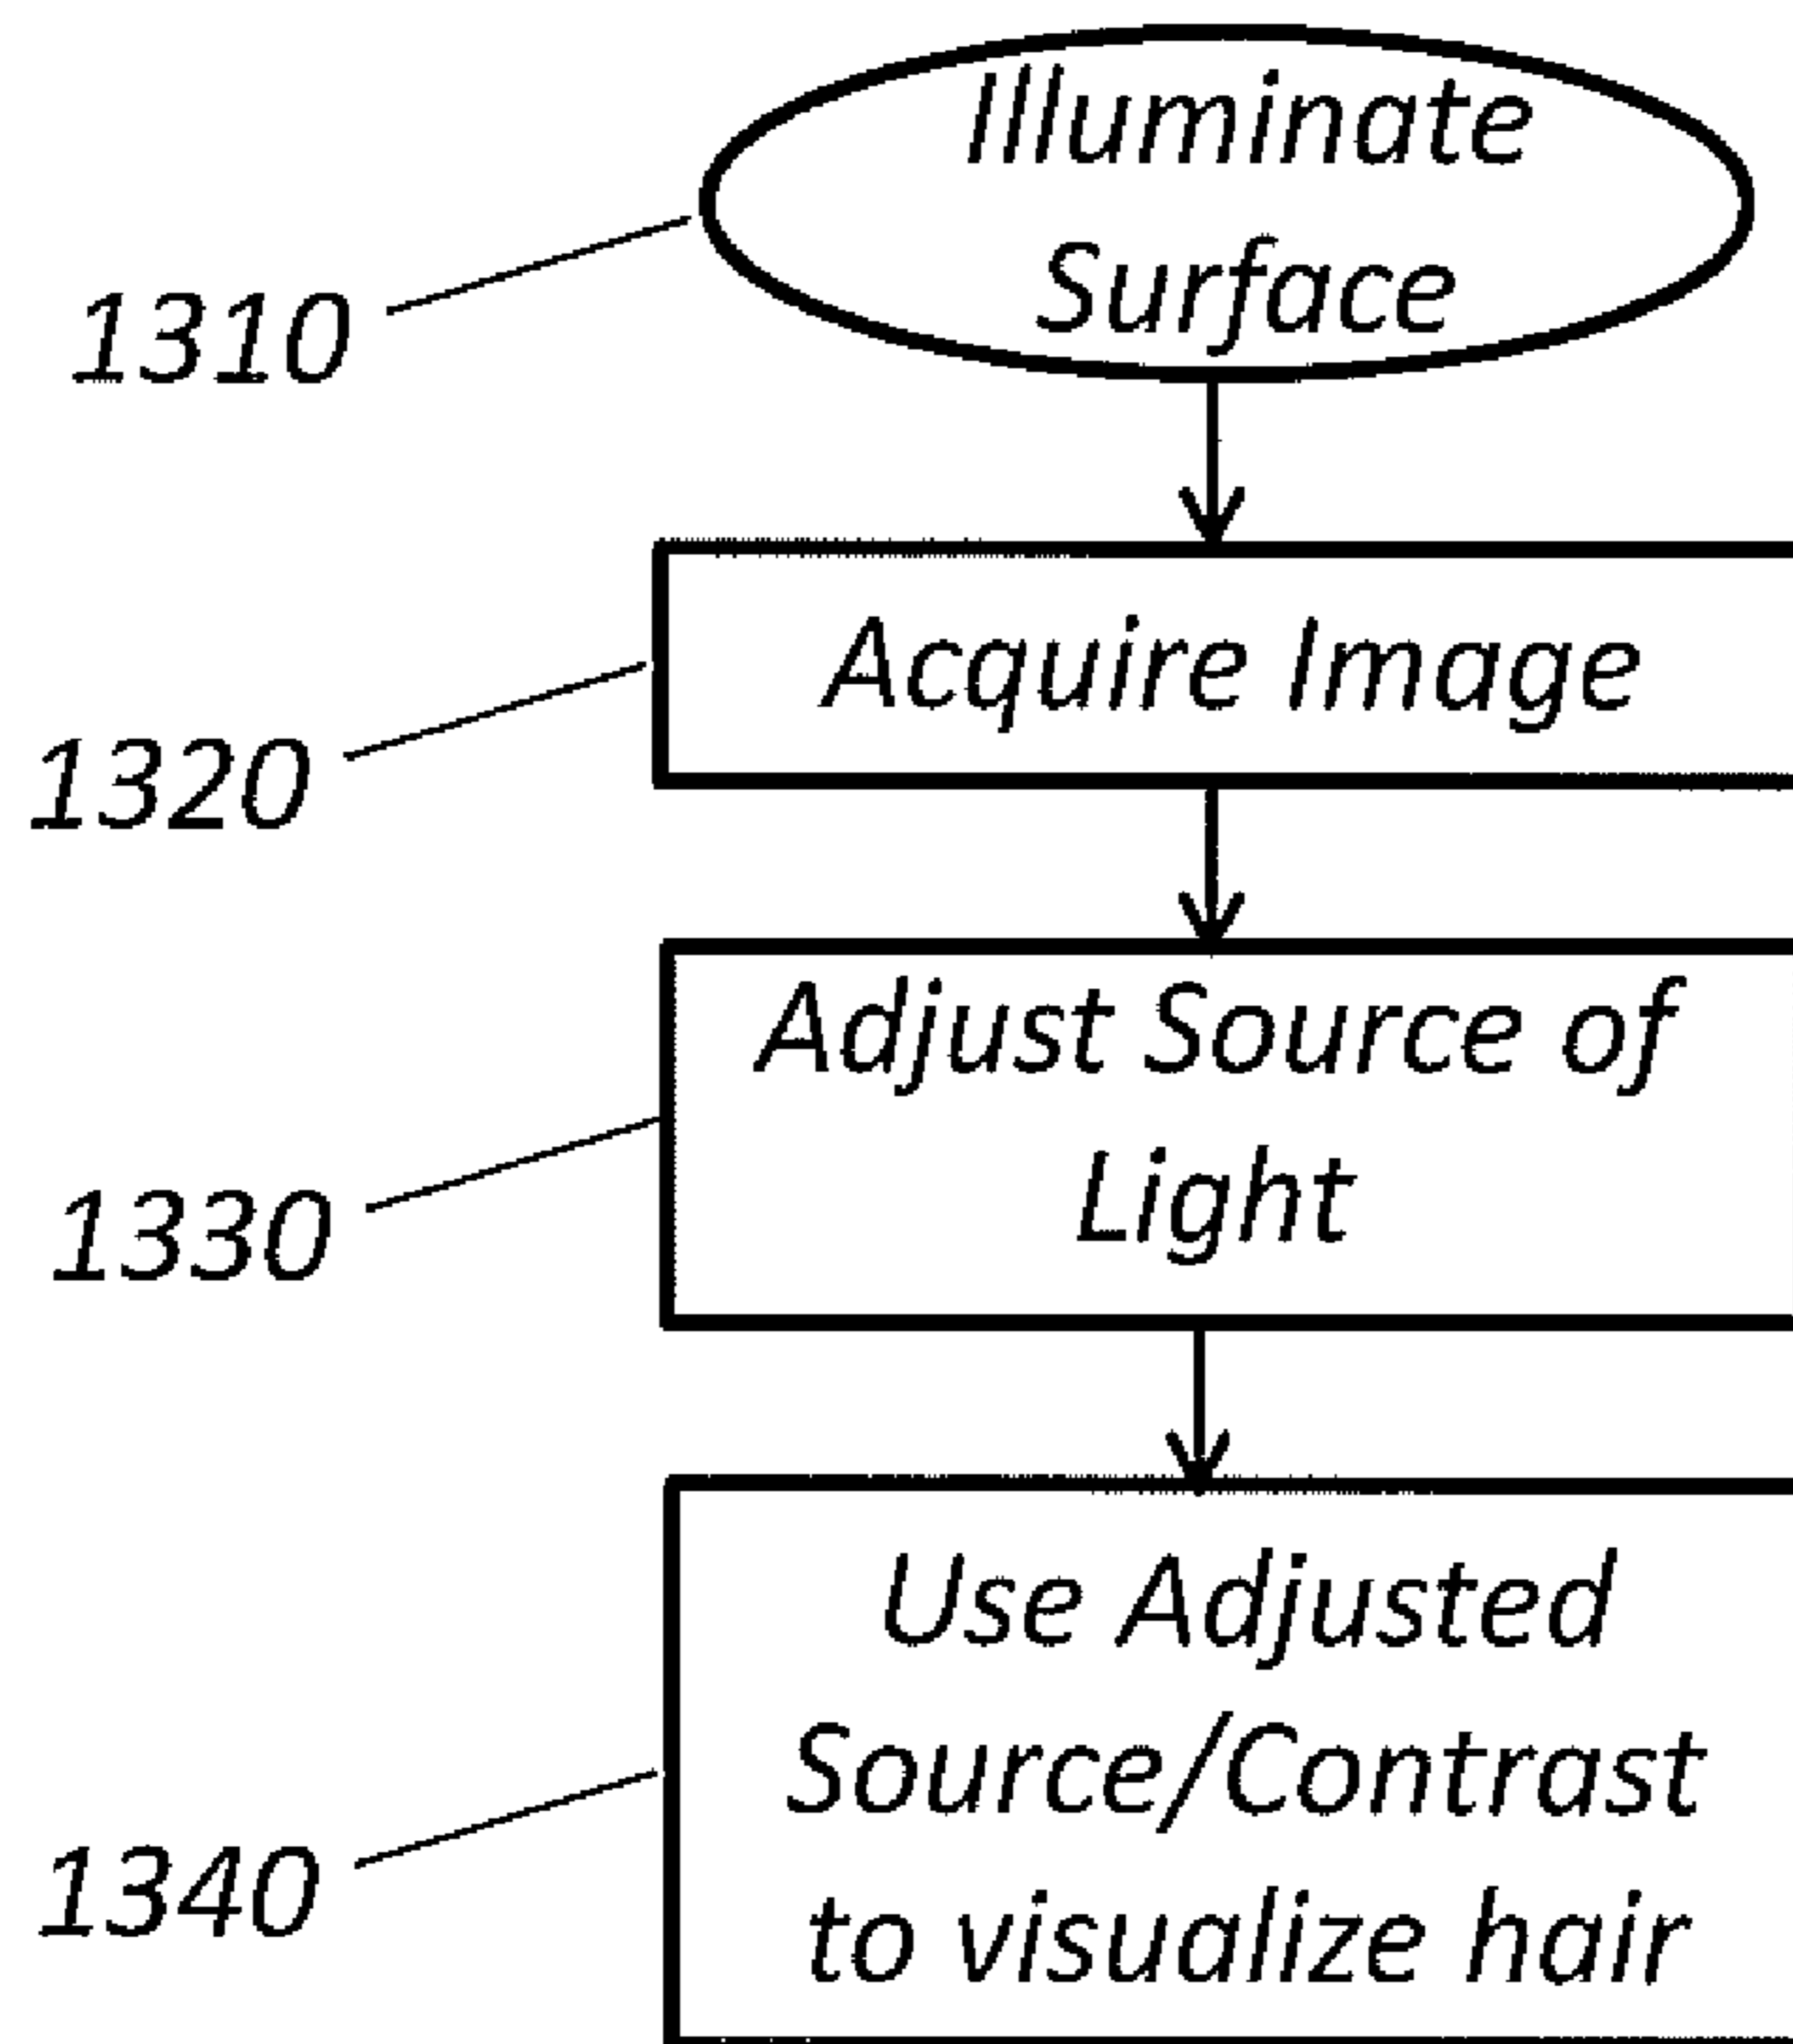 Illuminate
Surface
1310
Acquire Image
1320
Adjust Source of
Light
1330
Use Adjusted
Source/Contrast
to visualize hair
1340